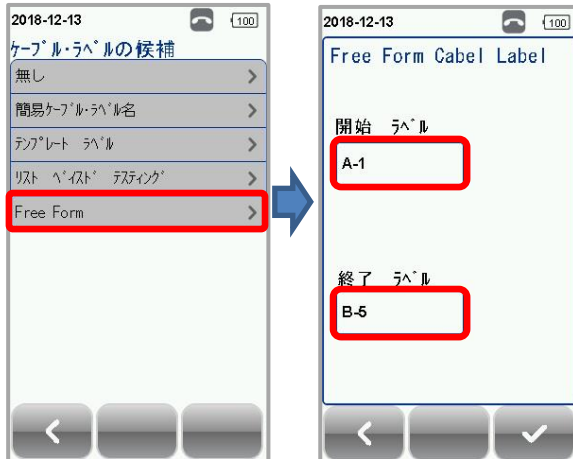 2018-12-13
100
ｹｰﾌﾞﾙ・ﾗﾍﾞﾙの候補
無し
簡易ｹｰﾌﾞﾙ・ﾗﾍﾞﾙ名
ﾃﾝﾌﾟﾚｰﾄ ﾗﾍﾞﾙ
ﾘｽﾄ ﾍﾞｲｽﾄﾞ ﾃｽﾃｨﾝｸﾞ
Free Form
2018-12-13
100
Free Form Cabel Label
開始 ﾗﾍﾞﾙ
A-1
終了 ﾗﾍﾞﾙ
B-5